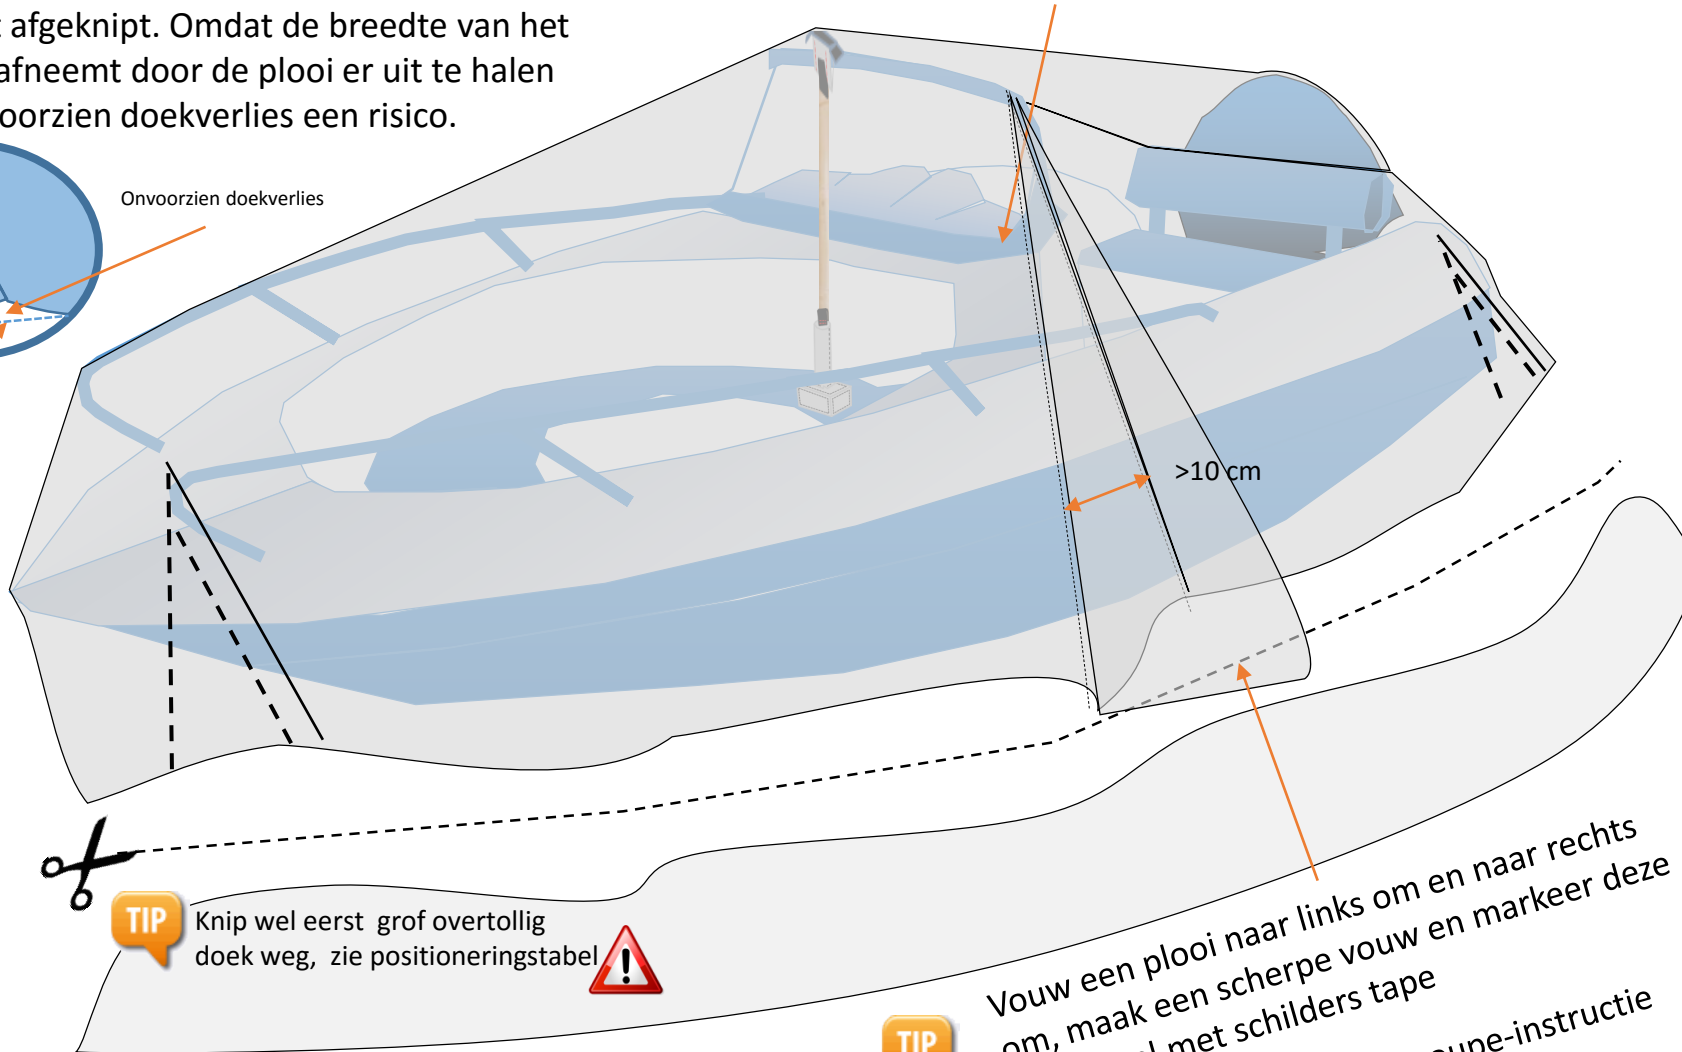 afgeknipt. Omdat de breedte van het
afneemt door de plooi er uit te halen
doekverlies een risico.
Onvoorzien doekverlies
>10 cm
TIP
Knip wel eerst grof overtollig
doek weg, zie positioneringstabel
Vouw een plooi naar links om en naar rechts
om, maak een scherpe vouw en markeer deze
met schilders tape
TIP